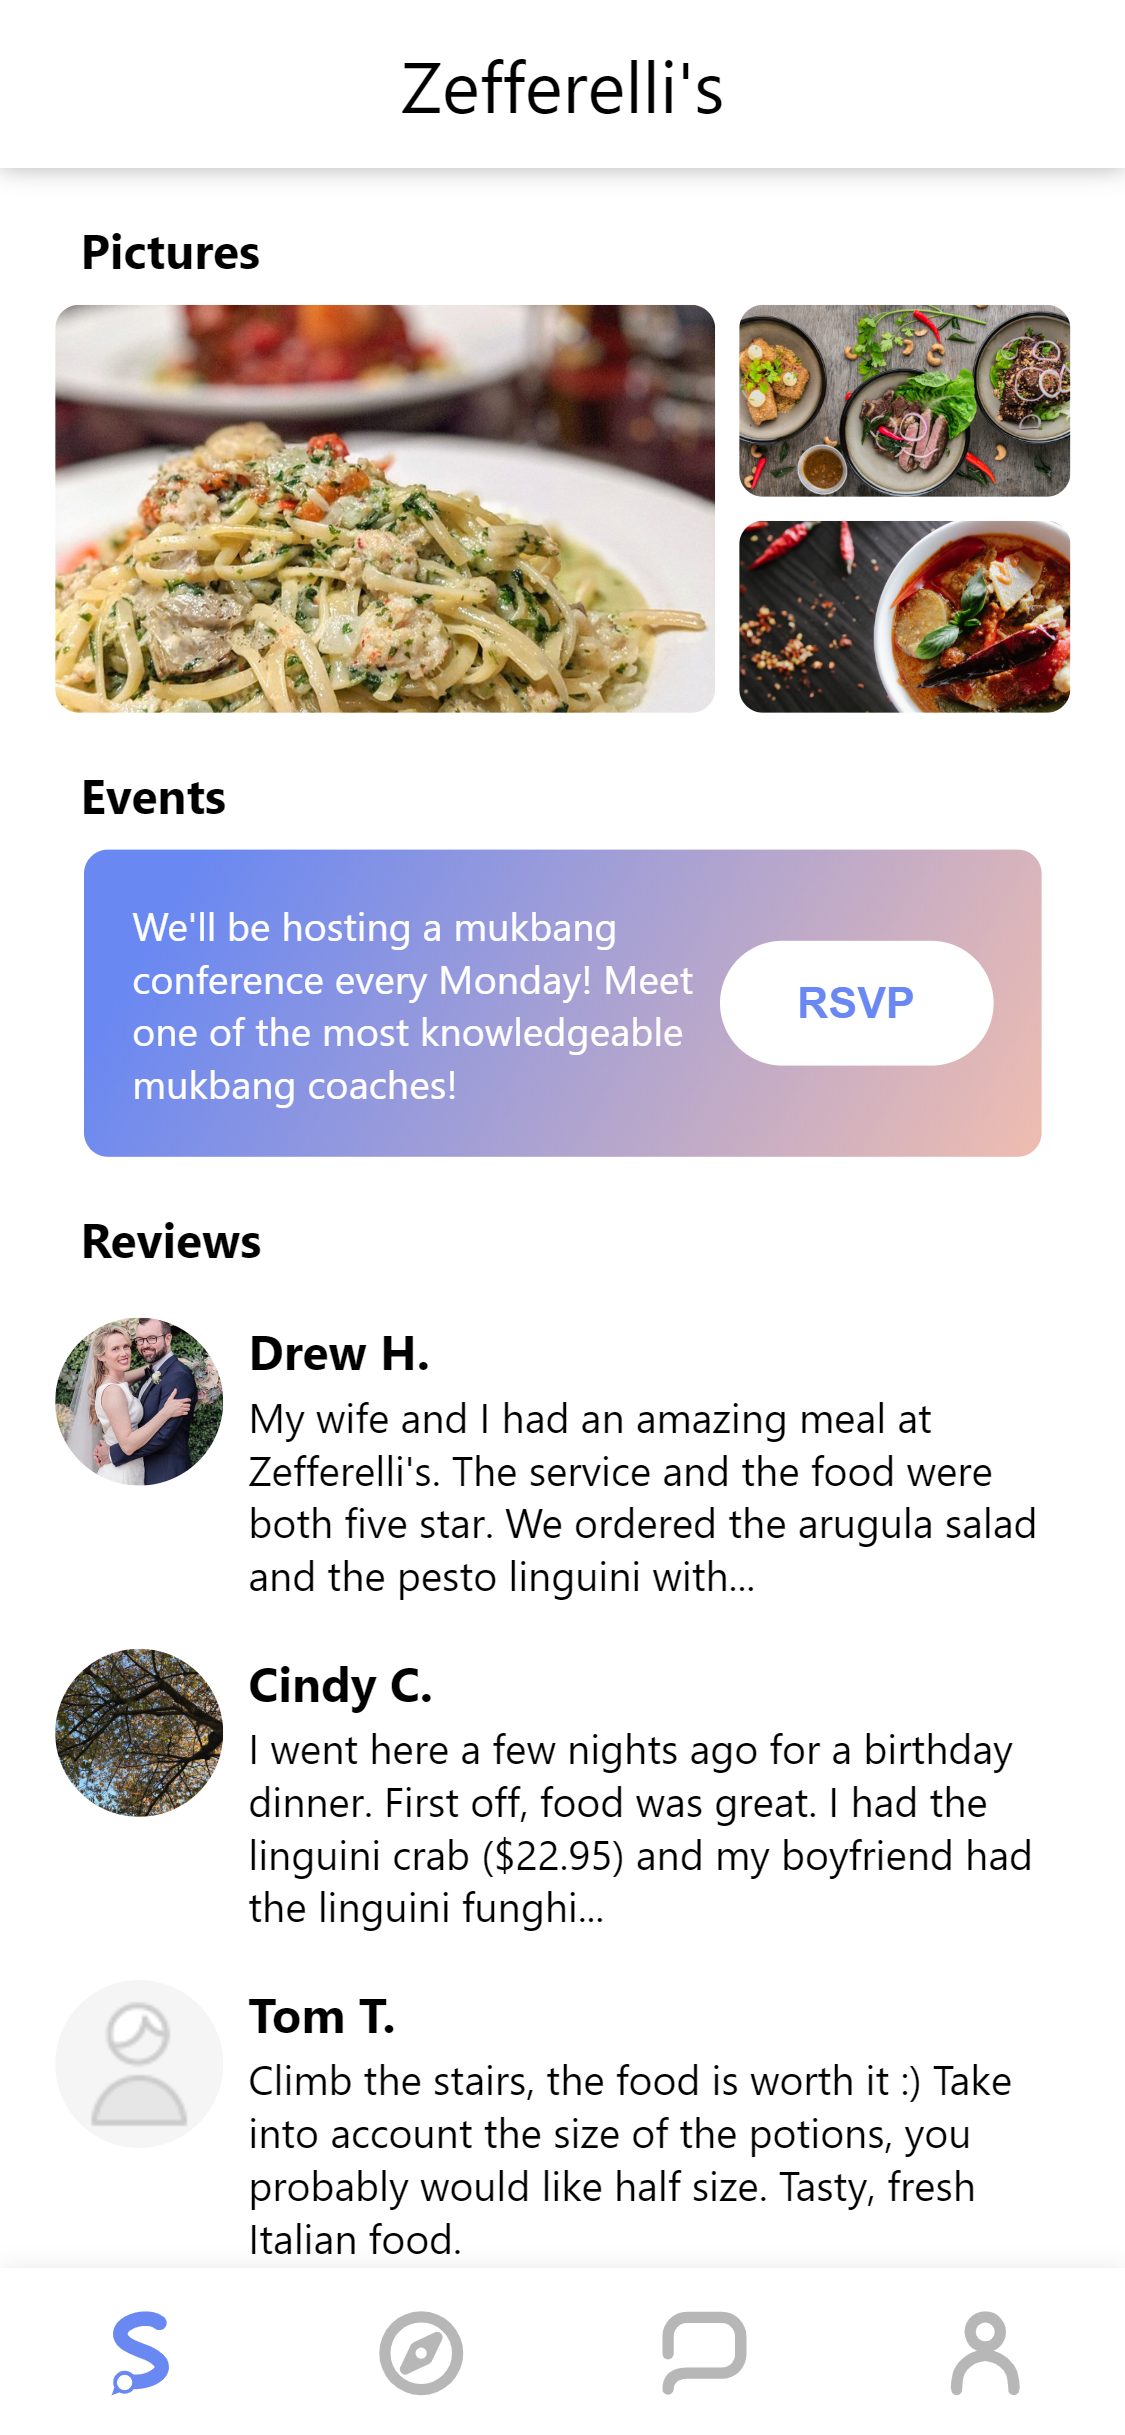 Zefferelli's
Pictures
Events
We'll be hosting a mukbang
conference every Monday! Meet
one of the most knowledgeable
mukbang coaches!
RSVP
Reviews
Drew H.
My wife and I had an amazing meal at
Zefferelli's. The service and the food were
both five star. We ordered the arugula salad
and the pesto linguini with...
Cindy C.
I went here a few nights ago for a birthday
dinner. First off, food was great. I had the
linguini crab ($22.95) and my boyfriend had
the linguini funghi...
Tom T.
Climb the stairs, the food is worth it :) Take
into account the size of the potions, you
probably would like half size. Tasty, fresh
Italian food.